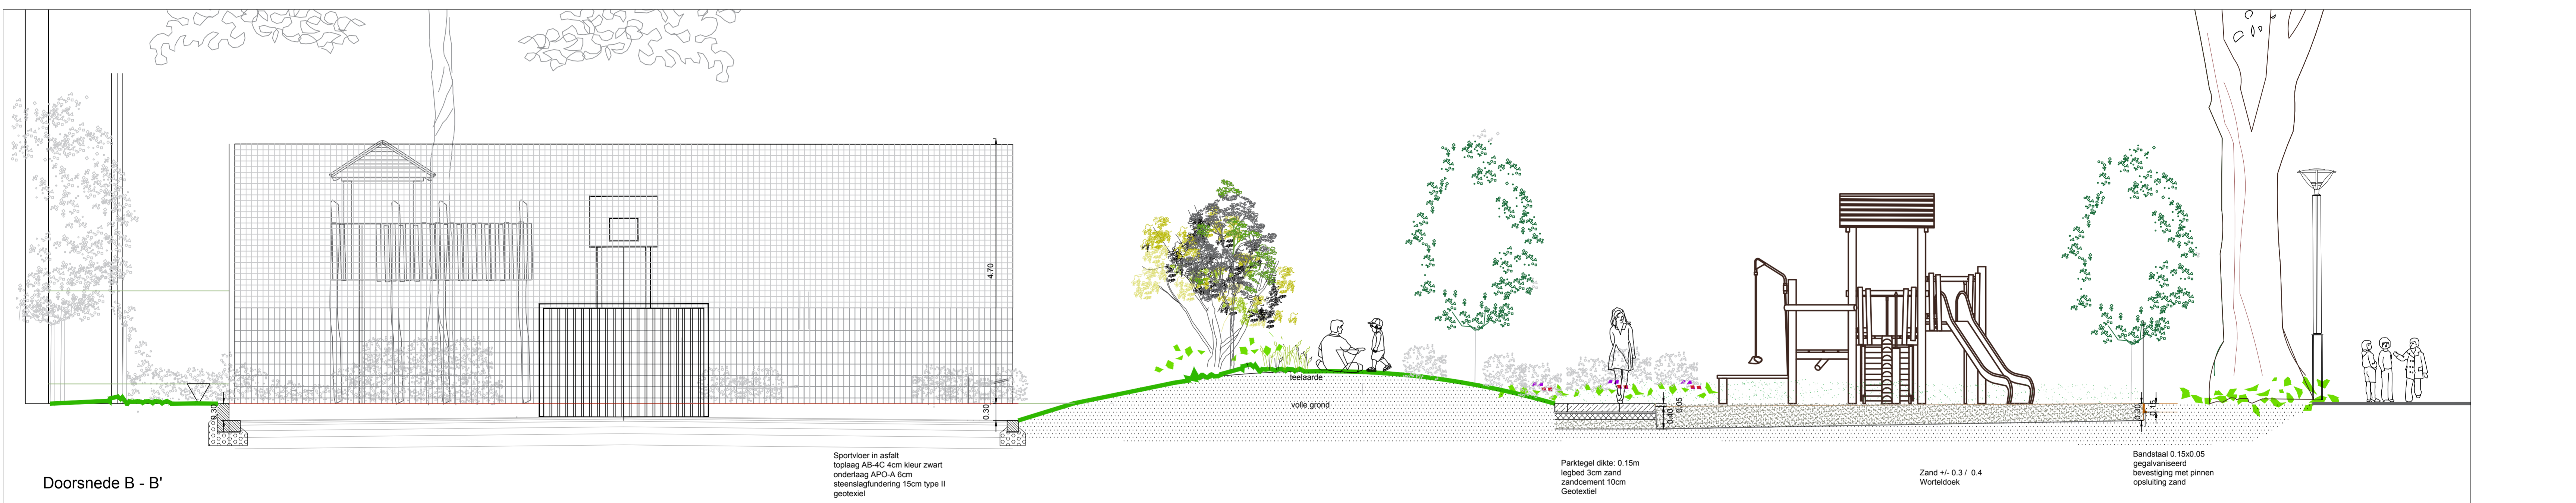 4.70
teelaarde
volle grond
0.30
0.30
0.40
0.05
0.30
0.15
Sportvloer in asfalt
toplaag AB-4C 4cm kleur zwart
onderlaag APO-A 6cm
steenslagfundering 15cm type II
geotexiel
Parktegel dikte: 0.15m
legbed 3cm zand
zandcement 10cm
Geotextiel
Zand +/- 0.3 / 0.4
Worteldoek
Bandstaal 0.15x0.05
gegalvaniseerd
bevestiging met pinnen
opsluiting zand
Doorsnede B - B'